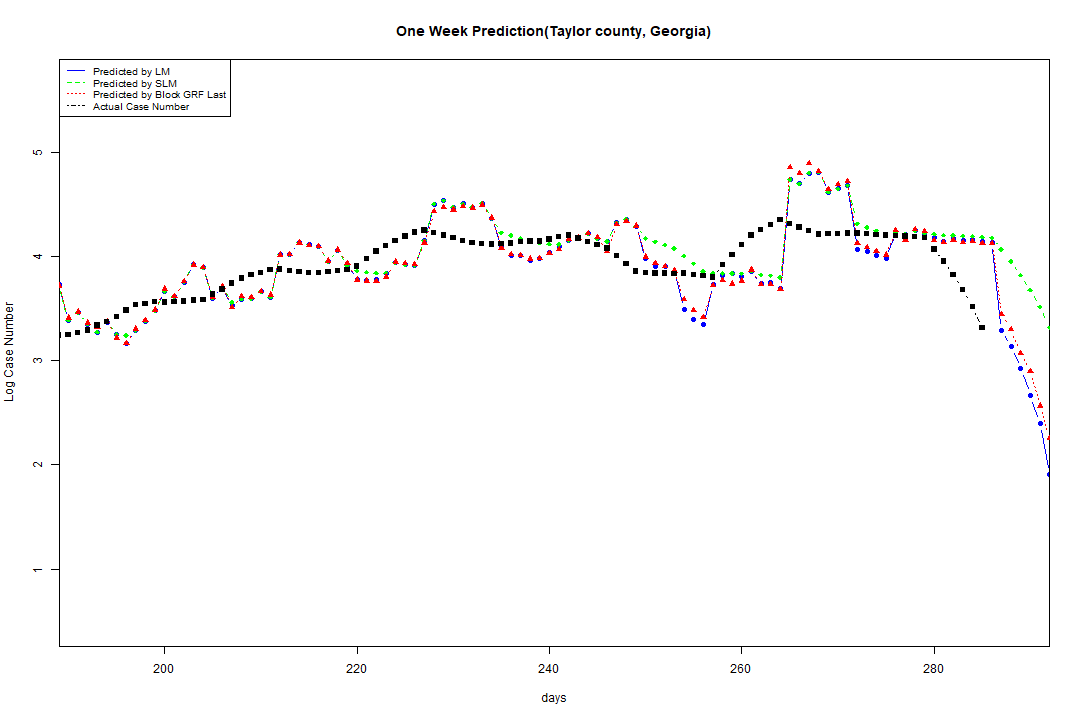 One Week Prediction(Taylor county, Georgia)
Predicted by LM
Predicted by SLM
Predicted by Block GRF Last
Actual Case Number
5
4
3
2
1
Log Case Number
200 220 240 260 280
days